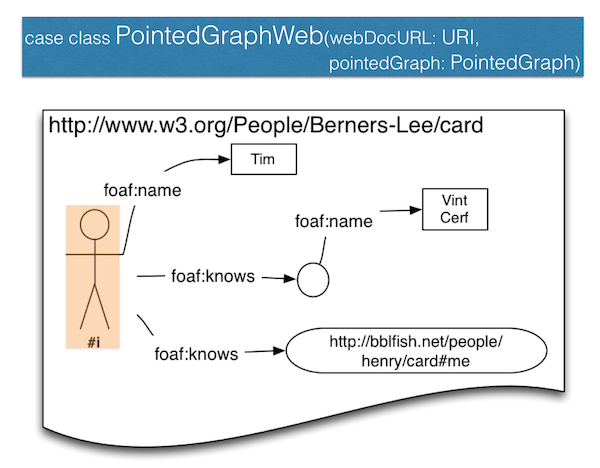 case class PointedGraphWeb(webDocURL: URI,
pointedGraph: PointedGraph)
http://www.w3.org/People/Berners-Lee/card
Tim
foaf:name
Vint
Cerf
foaf:name
foaf:knows
#i
foaf:knows
http://bblfish.net/people/
henry/card#me